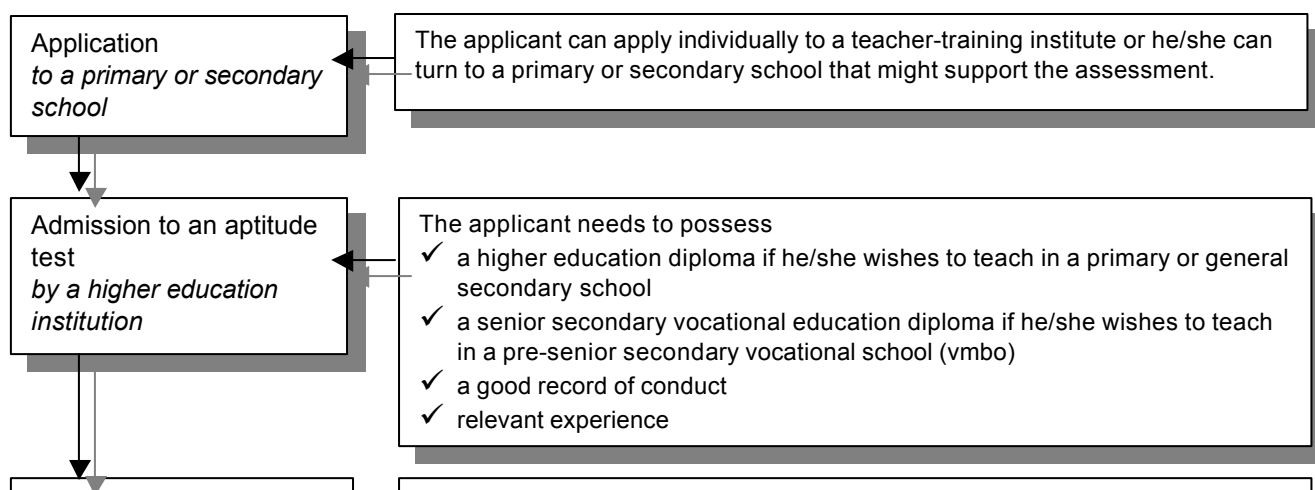 Application
to a primary or secondary
school
The applicant can apply individually to a teacher-training institute or he/she can
turn to a primary or secondary school that might support the assessment.
Admission to an aptitude
test
by a higher education
institution
The applicant needs to possess
✓ a higher education diploma if he/she wishes to teach in a primary or general
secondary school
✓ a senior secondary vocational education diploma if he/she wishes to teach
in a pre-senior secondary vocational school (vmbo)
✓ a good record of conduct
✓ relevant experience